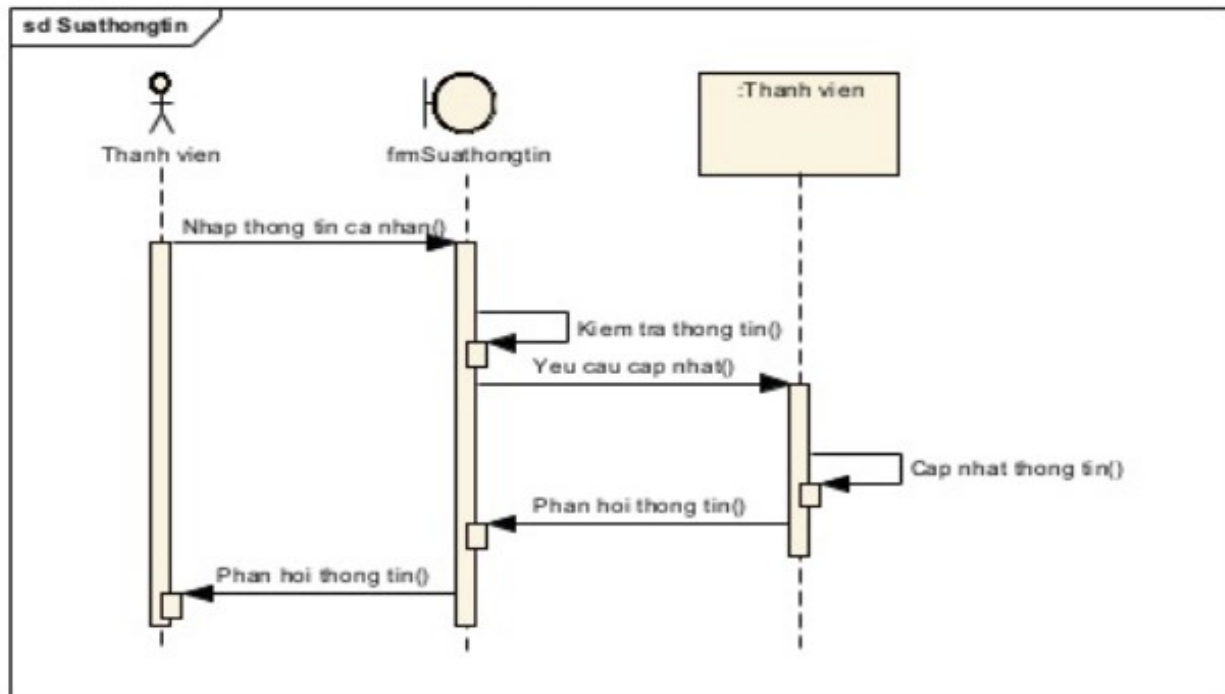 sd Suathongtin
:Thanh vien
Thanh vien
frmSuathongtin
Nhap thong tin ca nhan()
Kiem tra thong tin()
Yeu cau cap nhat()
Cap nhat thong tin()
Phan hoi thong tin()
Phan hoi thong tin()